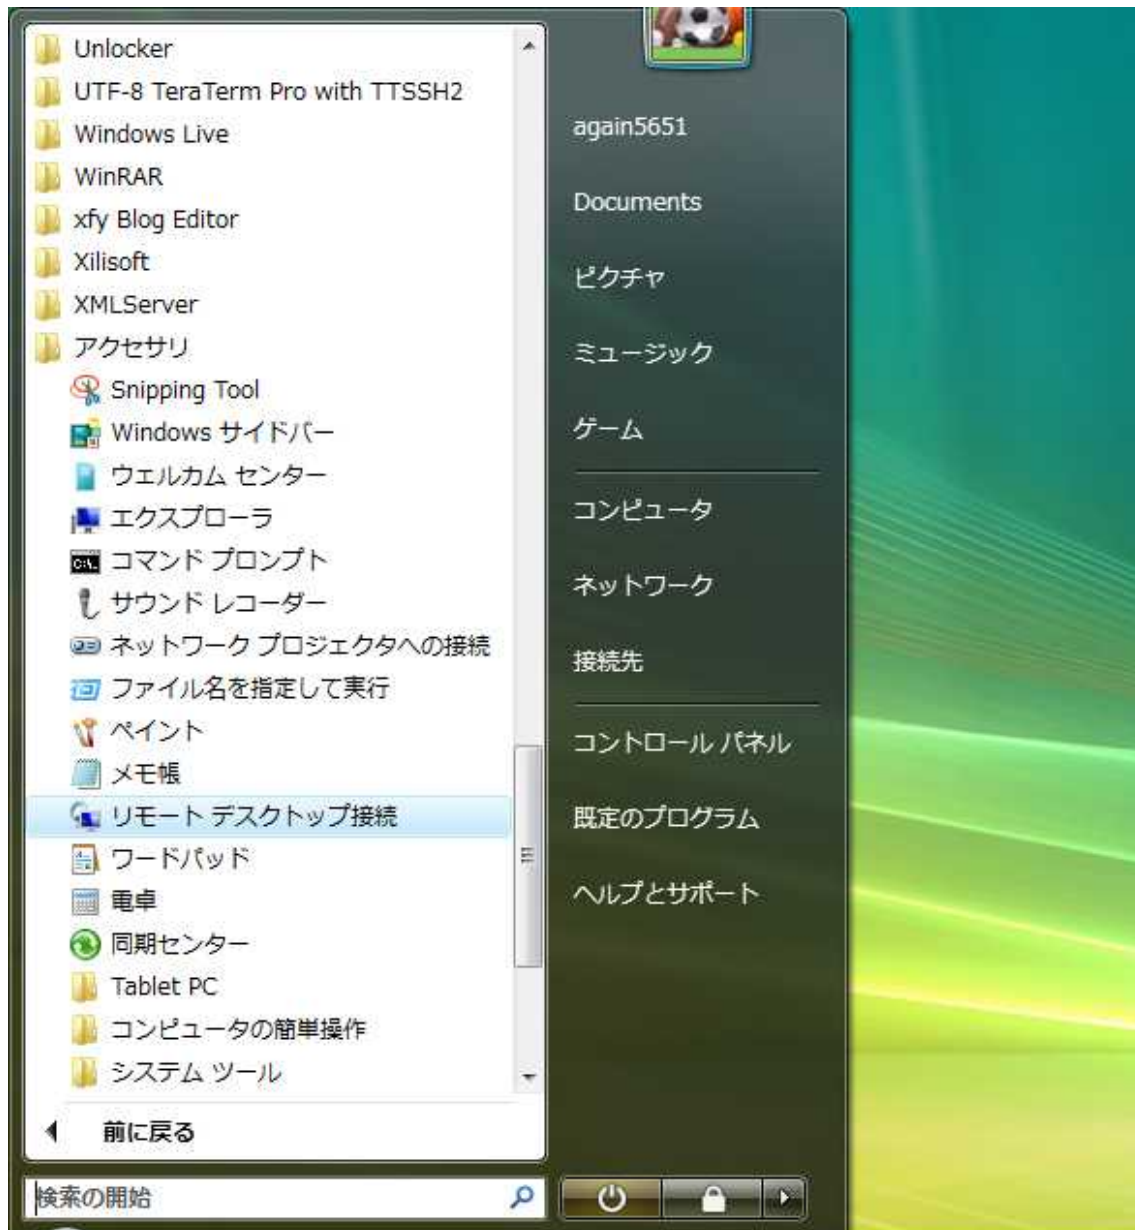 Unlocker
UTF-8 TeraTerm Pro with TTSSH2
Windows Live
WinRAR
xfy Blog Editor
Xilisoft
XMLServer
アクセサリ
Snipping Tool
Windows サイドバー
ウェルカム センター
エクスプローラ
コマンド プロンプト
サウンド レコーダー
ネットワーク プロジェクタへの接続
ファイル名を指定して実行
ペイント
メモ帳
リモート デスクトップ接続
ワードパッド
電卓
同期センター
Tablet PC
コンピュータの簡単操作
システム ツール
前に戻る
検索の開始
again5651
Documents
ピクチャ
ミュージック
ゲーム
コンピュータ
ネットワーク
接続先
コントロール パネル
既定のプログラム
ヘルプとサポート